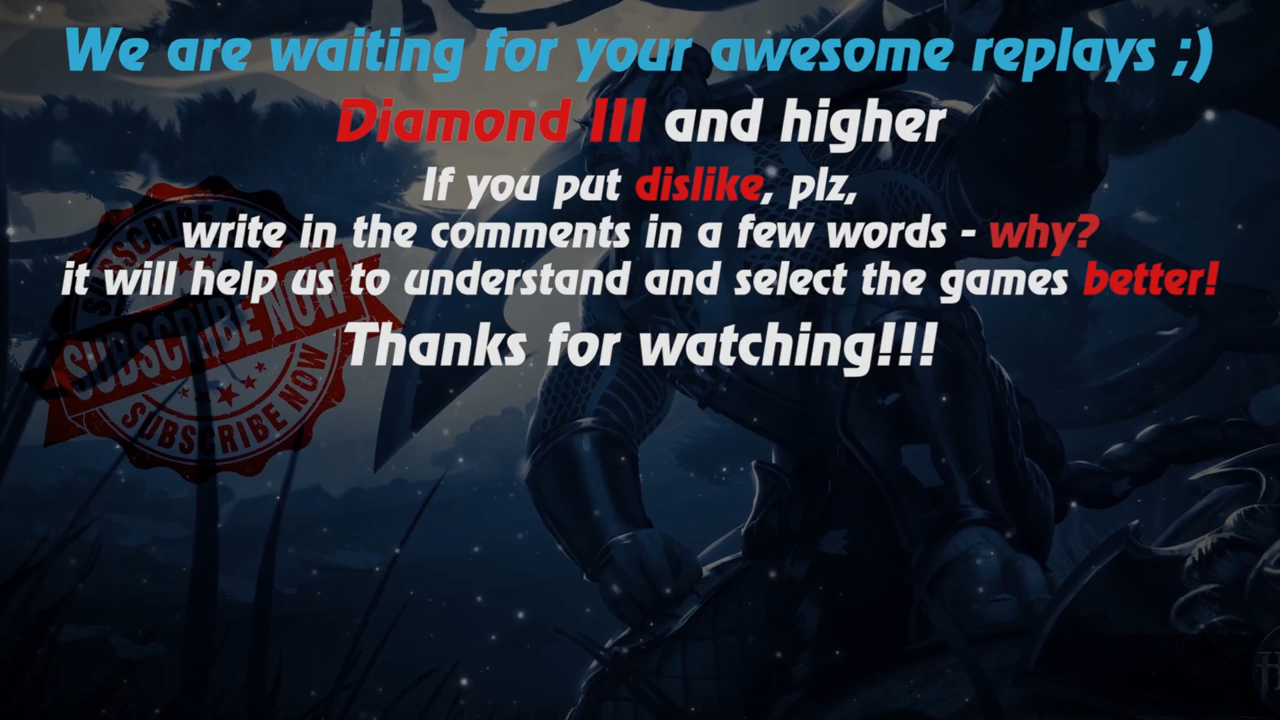 We are waiting for your awesome replays ;)
Diamond III and higher
If you put dislike, plz,
write in the comments in a few words - why?
it will help us to understand and select the games better!
Thanks for watching!!!
SUBSCRIBE NOW
SUBSCRIBE NOW